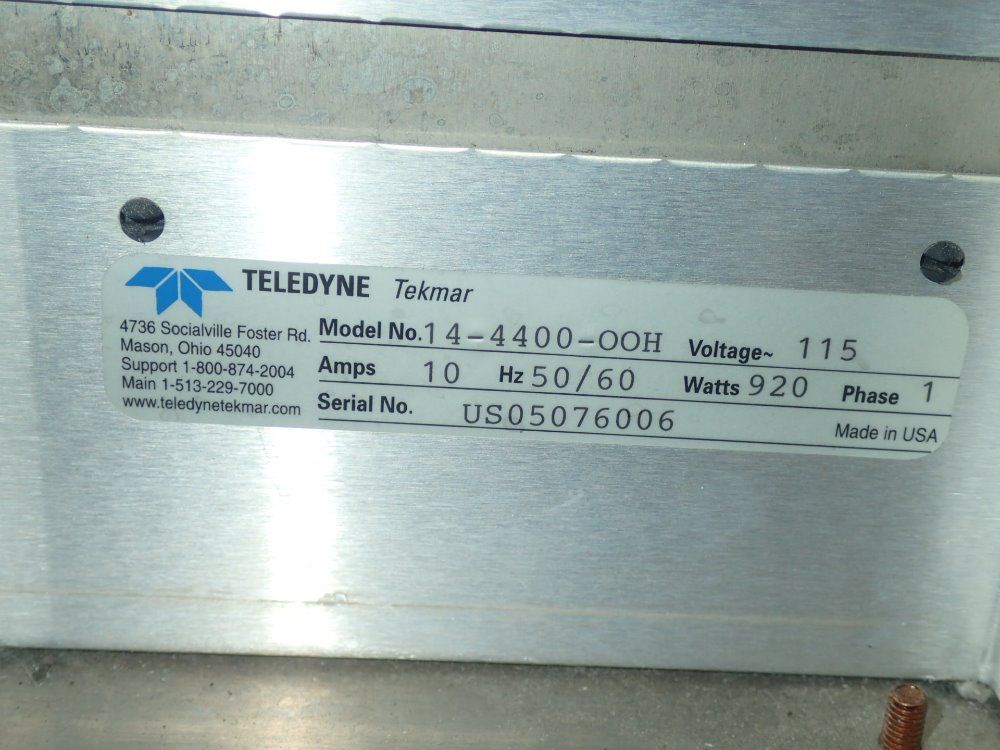 TELEDYNE Tekmar
4736 Socialville Foster Rd.
Mason, Ohio 45040
Support 1-800-874-2004
Main 1-513-229-7000
www.teledynetekmar.com
Model No. 14-4400-OOH Voltage~ 115
Amps 10 Hz 50/60 Watts 920 Phase 1
Serial No. US05076006
Made in USA